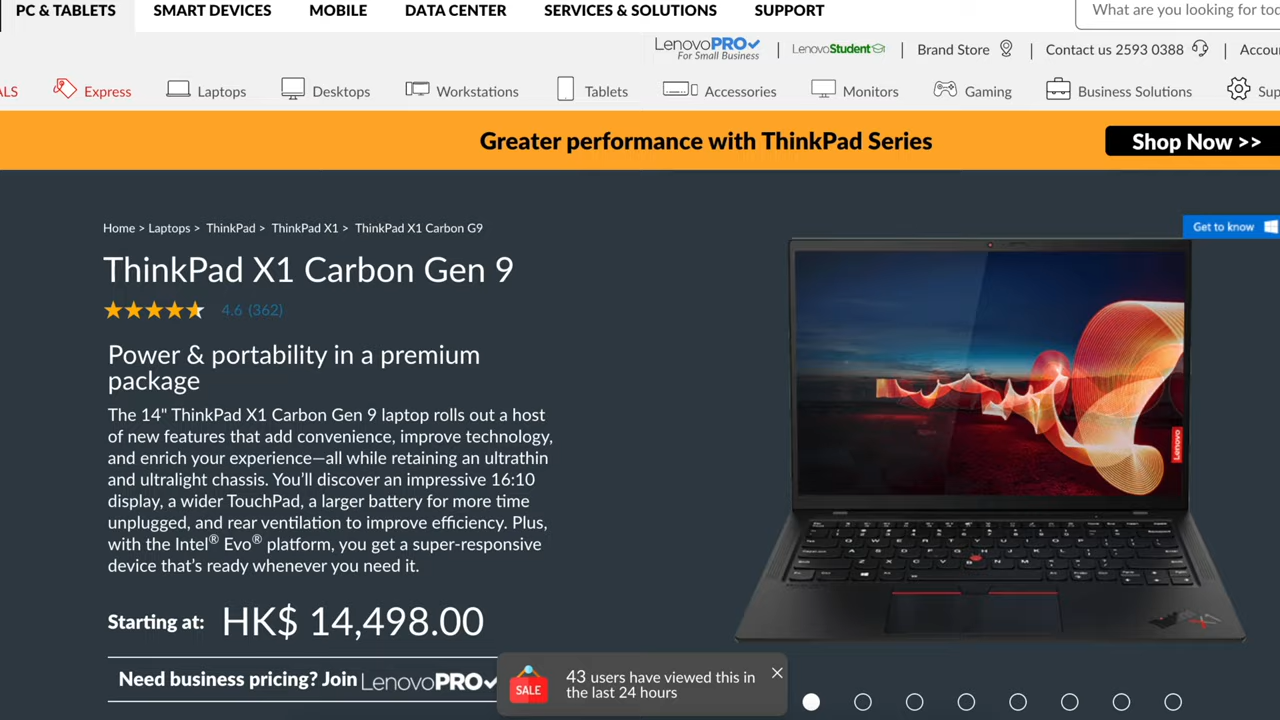 PC & TABLETS SMART DEVICES MOBILE DATA CENTER SERVICES & SOLUTIONS SUPPORT What are you looking for
LenovoPRO For Small Business | LenovoStudent | Brand Store | Contact us 2593 0388 |
Express Laptops Desktops Workstations Tablets Accessories Monitors Gaming Business Solutions
Greater performance with ThinkPad Series Shop Now >>
Home > Laptops > ThinkPad > ThinkPad X1 > ThinkPad X1 Carbon G9
Get to know
ThinkPad X1 Carbon Gen 9
4.6 (362)
Power & portability in a premium
package
The 14" ThinkPad X1 Carbon Gen 9 laptop rolls out a host
of new features that add convenience, improve technology,
and enrich your experience—all while retaining an ultrathin
and ultralight chassis. You’ll discover an impressive 16:10
display, a wider TouchPad, a larger battery for more time
unplugged, and rear ventilation to improve efficiency. Plus,
with the Intel® Evo® platform, you get a super-responsive
device that’s ready whenever you need it.
Lenovo
Starting at: HK$ 14,498.00
Need business pricing? Join LenovoPRO
SALE
43 users have viewed this in
the last 24 hours